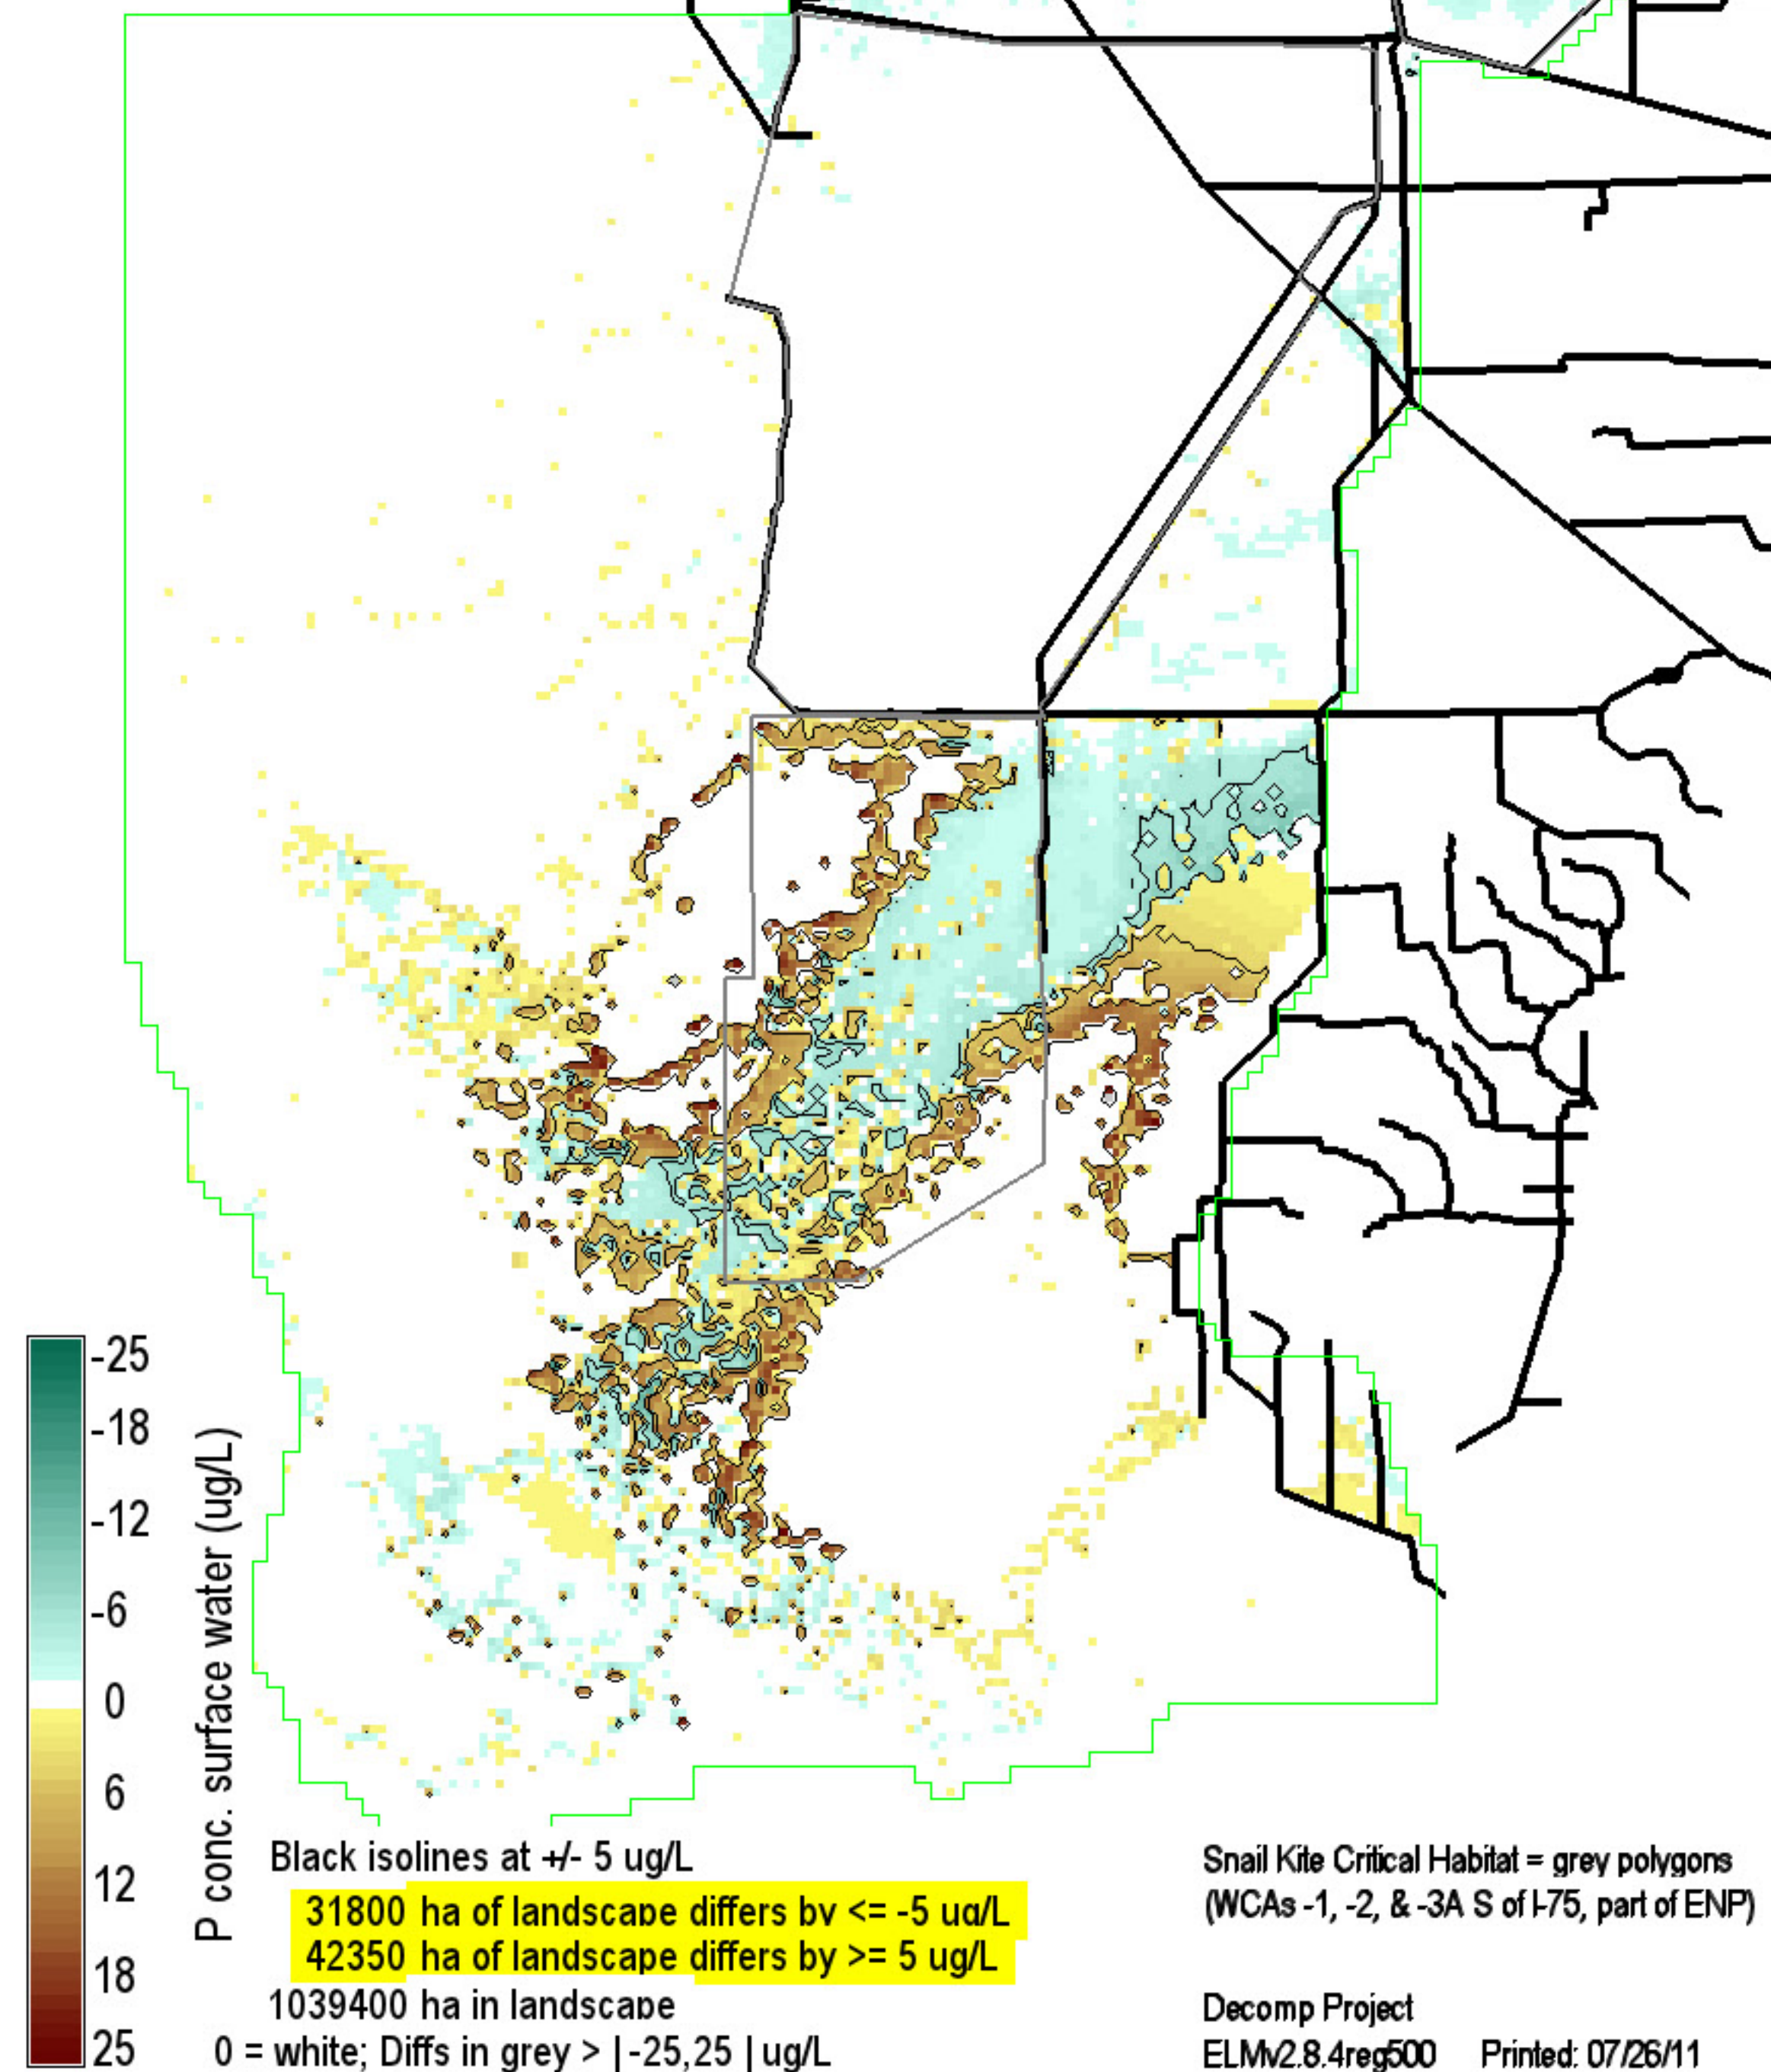 -25
-18
-12
-6
0
6
12
18
25
P conc. surface water (ug/L)
Black isolines at +/- 5 ug/L
31800 ha of landscape differs by <= -5 ug/L
42350 ha of landscape differs by >= 5 ug/L
1039400 ha in landscape
0 = white; Diffs in grey > |-25,25 | ug/L
Snail Kite Critical Habitat = grey polygons
(WCAs -1, -2, & -3A S of I-75, part of ENP)
Decomp Project
ELMv2.8.4reg500 Printed: 07/26/11